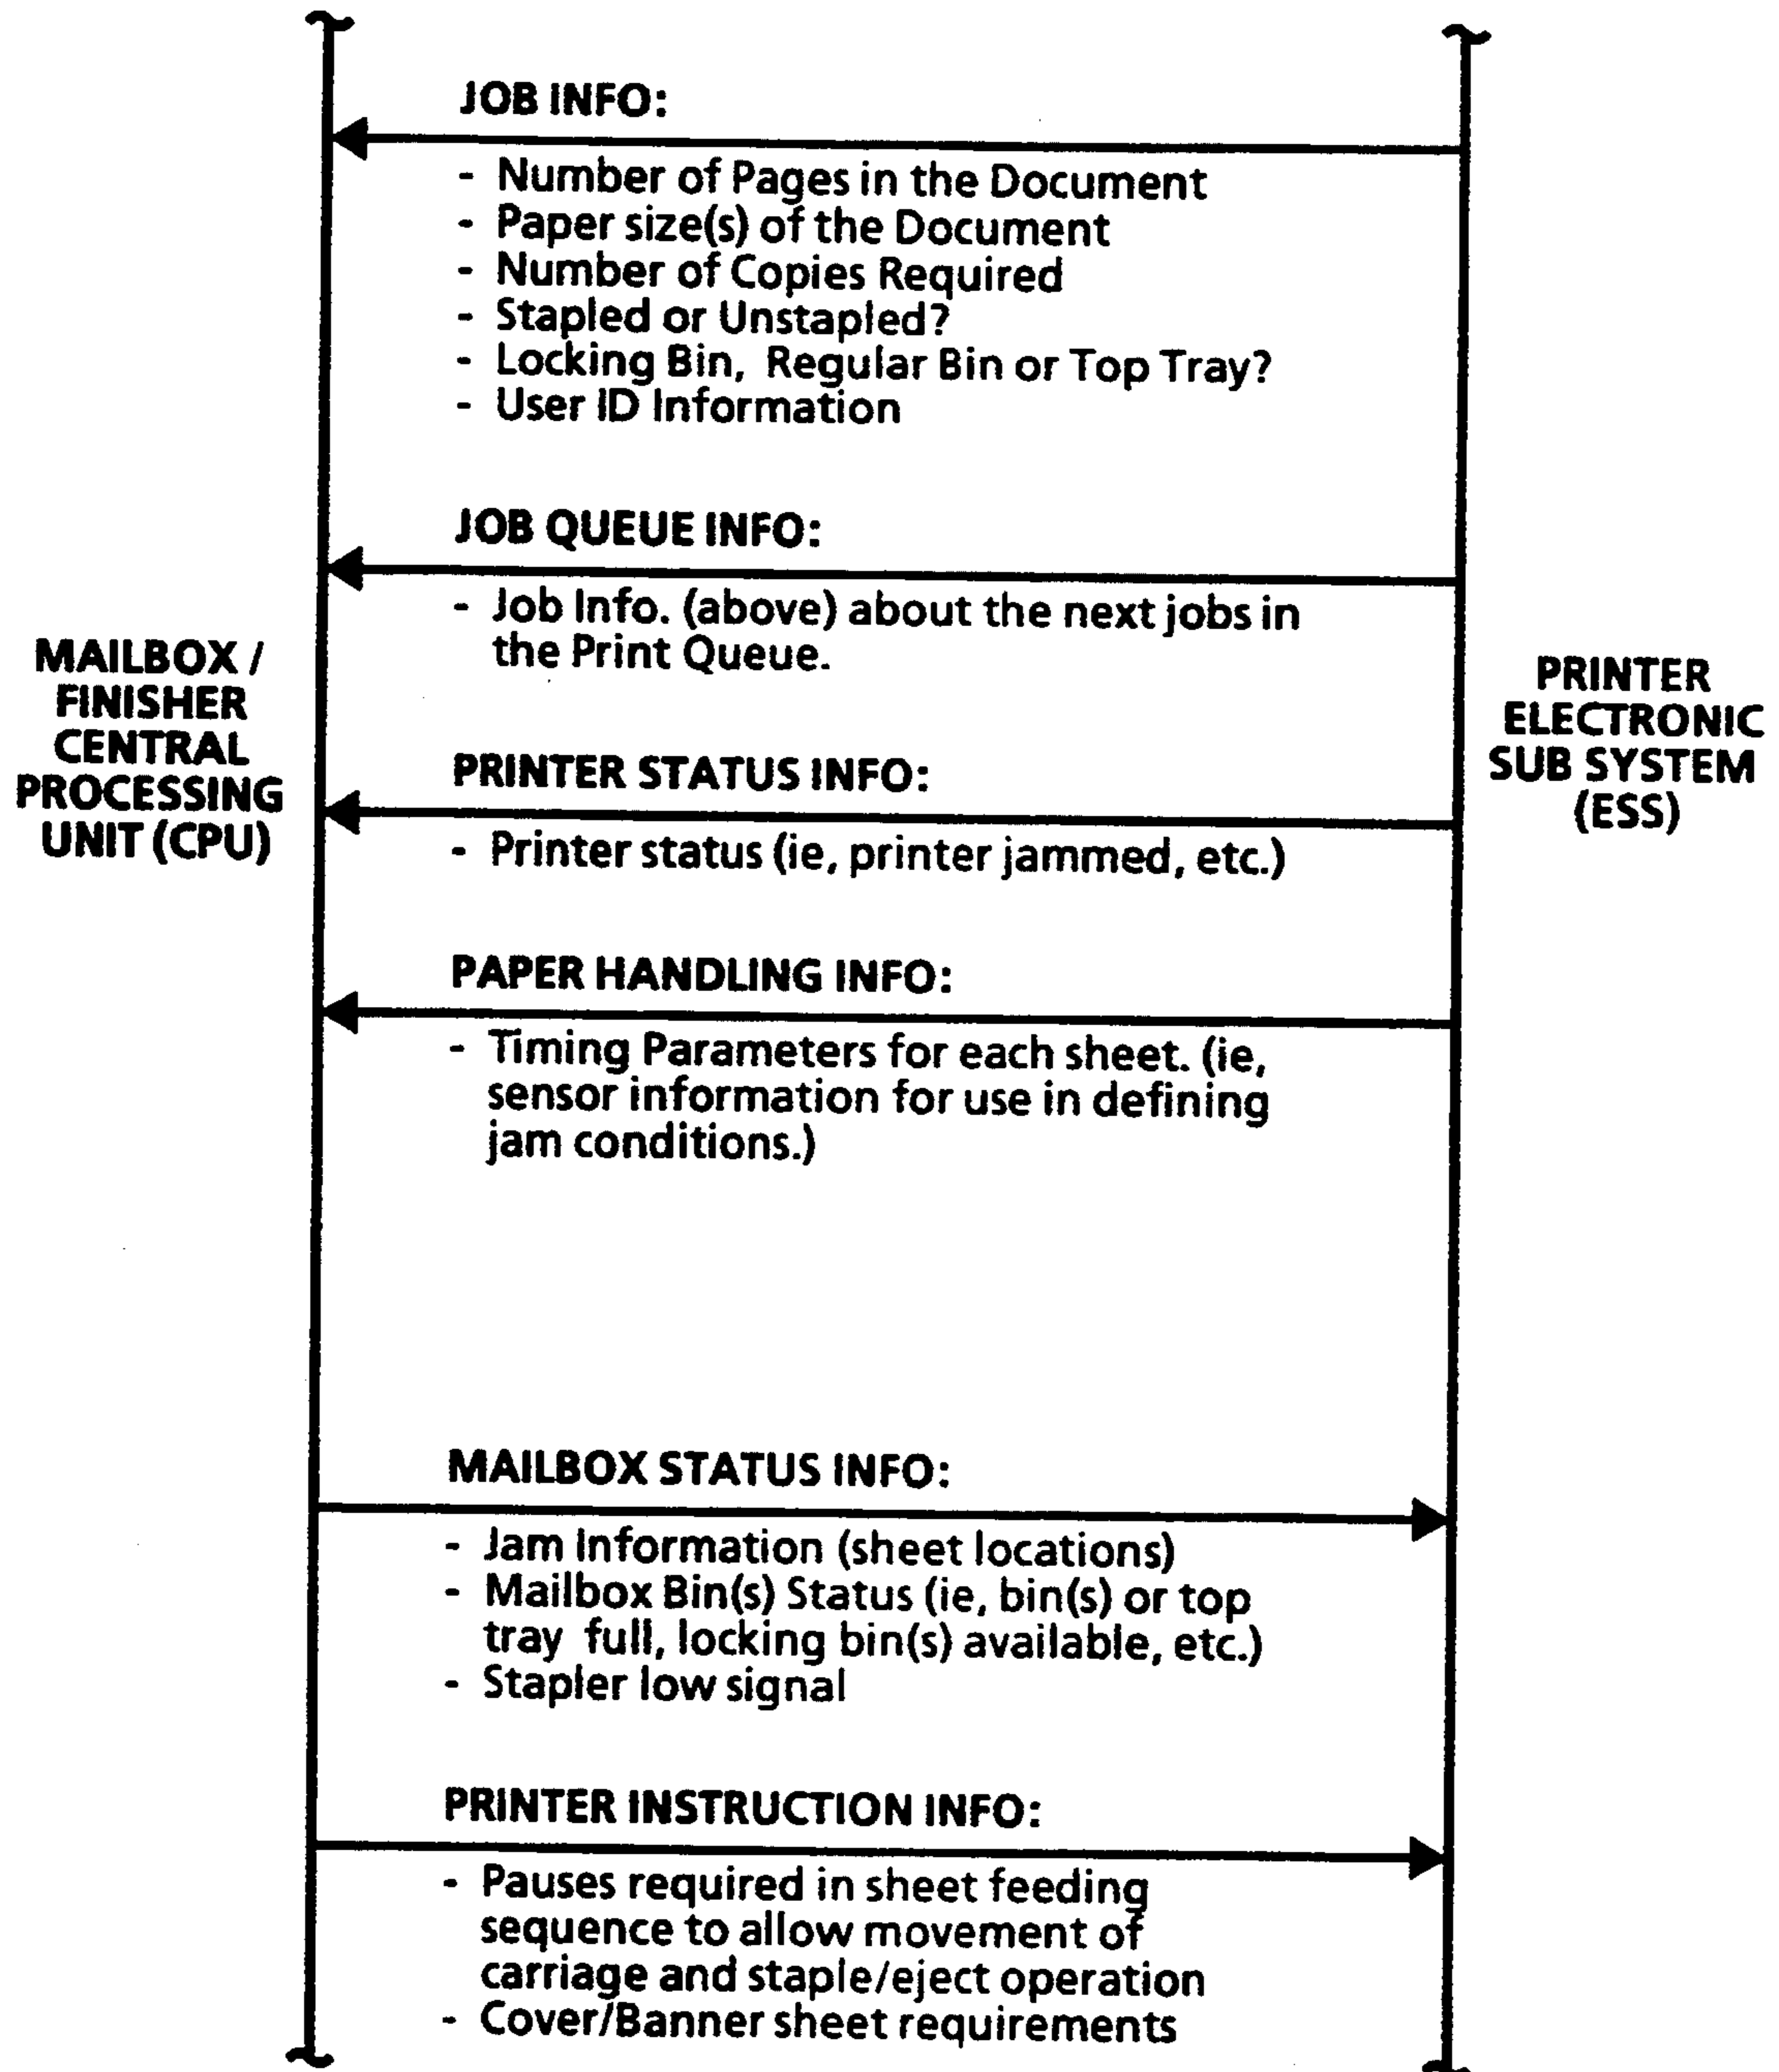 JOB INFO:
- Number of Pages in the Document
- Paper size(s) of the Document
- Number of Copies Required
- Stapled or Unstapled?
- Locking Bin, Regular Bin or Top Tray?
- User ID Information
JOB QUEUE INFO:
- Job Info. (above) about the next jobs in
the Print Queue.
MAILBOX /
FINISHER
CENTRAL
PROCESSING
UNIT (CPU)
PRINTER
ELECTRONIC
SUB SYSTEM
(ESS)
PRINTER STATUS INFO:
- Printer status (ie, printer jammed, etc.)
PAPER HANDLING INFO:
- Timing Parameters for each sheet. (ie,
sensor information for use in defining
jam conditions.)
MAILBOX STATUS INFO:
- Jam Information (sheet locations)
- Mailbox Bin(s) Status (ie, bin(s) or top
tray full, locking bin(s) available, etc.)
- Stapler low signal
PRINTER INSTRUCTION INFO:
- Pauses required in sheet feeding
sequence to allow movement of
carriage and staple/eject operation
- Cover/Banner sheet requirements